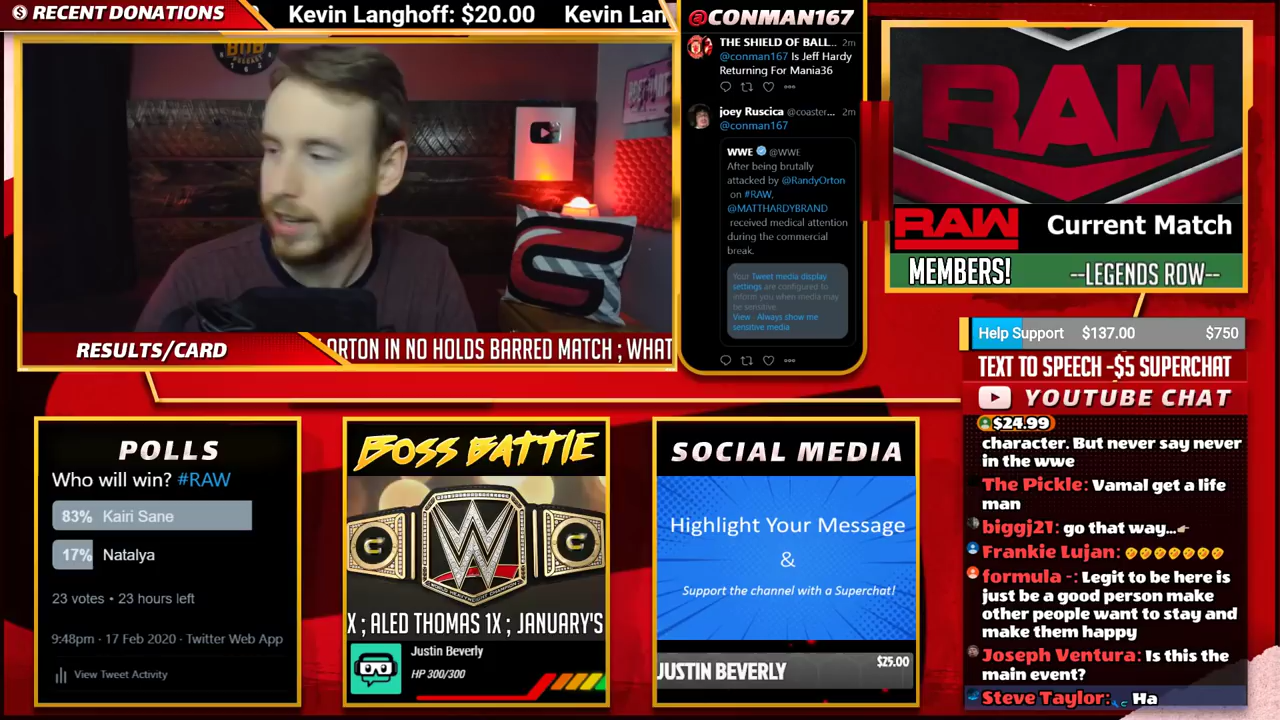 RECENT DONATIONS
Kevin Langhoff: $20.00 Kevin Lan
@CONMAN167
THE SHIELD OF BALL.. 2m
@conman167 Is Jeff Hardy
Returning For Mania36
joey Ruscica @coaster... 2m
@conman167
WWE @WWE
After being brutally
attacked by @RandyOrton
on #RAW,
@MATTHARDYBRAND
received medical attention
during the commercial
break.
Your Tweet media display
settings are configured to
inform you when media may
be sensitive.
View · Always show me
sensitive media
RAW
RAW Current Match
MEMBERS! --LEGENDS ROW--
RESULTS/CARD
ORTON IN NO HOLDS BARRED MATCH ; WHAT
Help Support $137.00 $750
TEXT TO SPEECH -$5 SUPERCHAT
YOUTUBE CHAT
$24.99
character. But never say never
in the wwe
The Pickle: Vamal get a life
man
biggj21: go that way...
Frankie Lujan:
formula -: Legit to be here is
just be a good person make
other people want to stay and
make them happy
Joseph Ventura: Is this the
main event?
Steve Taylor: Ha
POLLS
Who will win? #RAW
83% Kairi Sane
17% Natalya
23 votes · 23 hours left
9:48pm · 17 Feb 2020 · Twitter Web App
View Tweet Activity
BOSS BATTLE
W
X ; ALED THOMAS 1X ; JANUARY'S
Justin Beverly
HP 300/300
SOCIAL MEDIA
Highlight Your Message
&
Support the channel with a Superchat!
JUSTIN BEVERLY $25.00